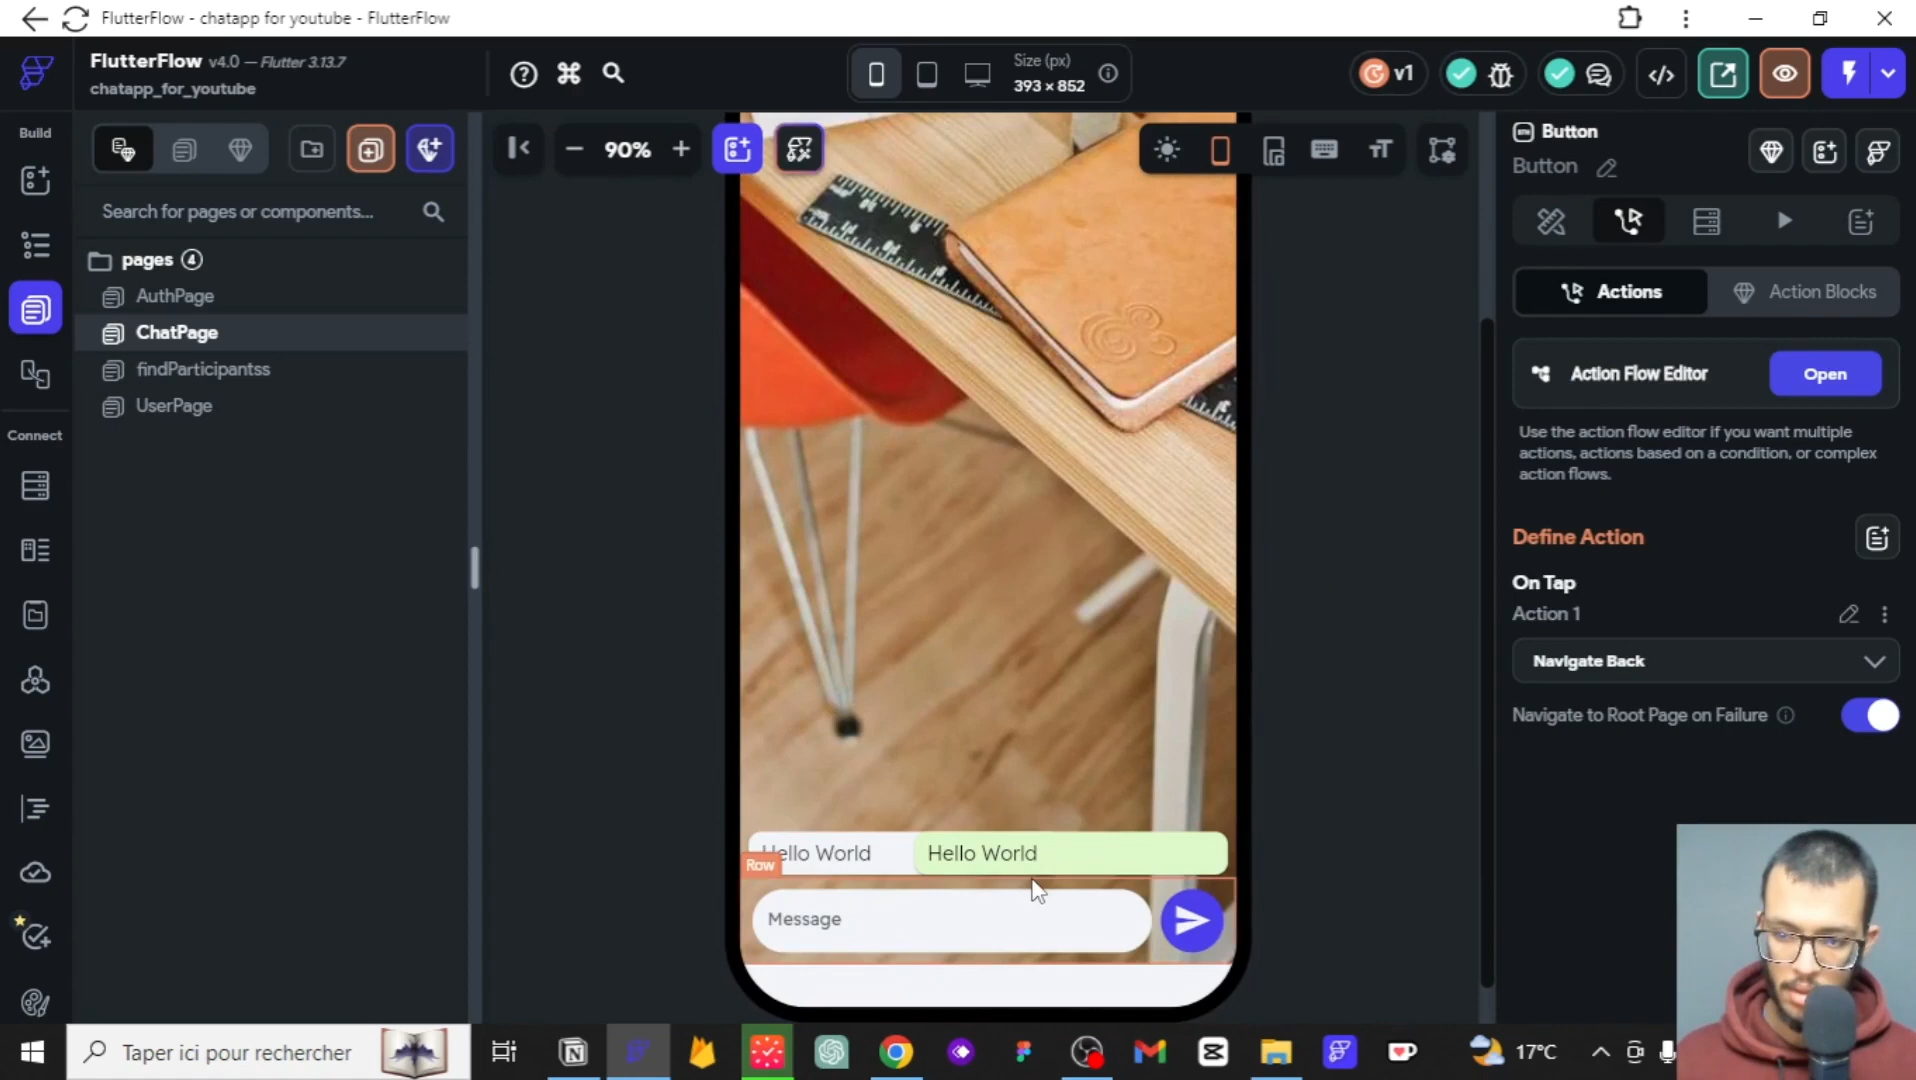 FlutterFlow - chatapp for youtube - FlutterFlow
FlutterFlow v4.0 — Flutter 3.13.7
chatapp_for_youtube
Size (px)
393 × 852
v1
Build
90%
Button
Button
Search for pages or components...
pages 4
AuthPage
ChatPage
findParticipantss
UserPage
Connect
Actions
Action Blocks
Action Flow Editor
Open
Use the action flow editor if you want multiple
actions, actions based on a condition, or complex
action flows.
Define Action
On Tap
Action 1
Navigate Back
Navigate to Root Page on Failure
Hello World
Hello World
Row
Message
Taper ici pour rechercher
17°C